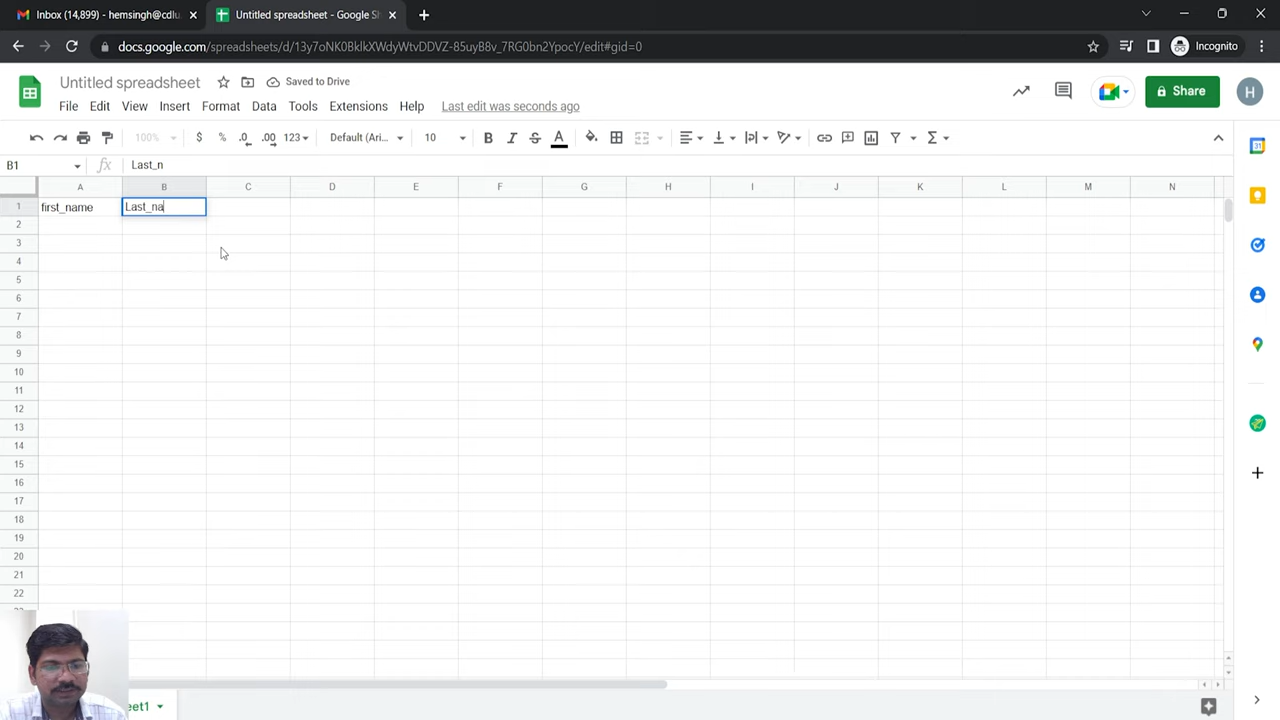 Inbox (14,899) - hemsingh@cdlu.
Untitled spreadsheet - Google Sh
docs.google.com/spreadsheets/d/13y7oNK0BklkXWdyWtvDDVZ-85uyB8v_7RG0bn2YpocY/edit#gid=0
Incognito
Untitled spreadsheet
Saved to Drive
File Edit View Insert Format Data Tools Extensions Help Last edit was seconds ago
Share
H
100% $ % .0 .00 123 Default (Ari... 10 B I S A
B1 fx Last_n
A B C D E F G H I J K L M N
1 first_name Last_na
2
3
4
5
6
7
8
9
10
11
12
13
14
15
16
17
18
19
20
21
22
eet1
31